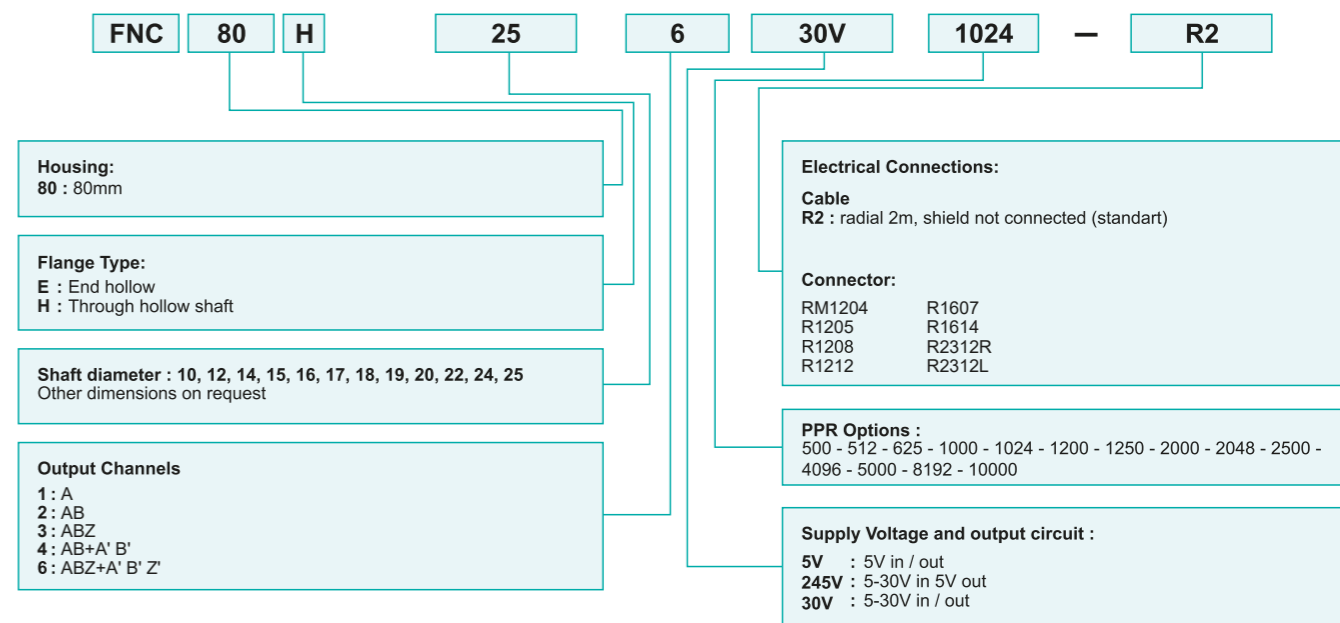 FNC 80 H 25 6 30V 1024 — R2
Housing:
80 : 80mm
Flange Type:
E : End hollow
H : Through hollow shaft
Shaft diameter : 10, 12, 14, 15, 16, 17, 18, 19, 20, 22, 24, 25
Other dimensions on request
Output Channels
1 : A
2 : AB
3 : ABZ
4 : AB+A' B'
6 : ABZ+A' B' Z'
Electrical Connections:
Cable
R2 : radial 2m, shield not connected (standart)
Connector:
RM1204 R1607
R1205 R1614
R1208 R2312R
R1212 R2312L
PPR Options :
500 - 512 - 625 - 1000 - 1024 - 1200 - 1250 - 2000 - 2048 - 2500 -
4096 - 5000 - 8192 - 10000
Supply Voltage and output circuit :
5V : 5V in / out
245V : 5-30V in 5V out
30V : 5-30V in / out